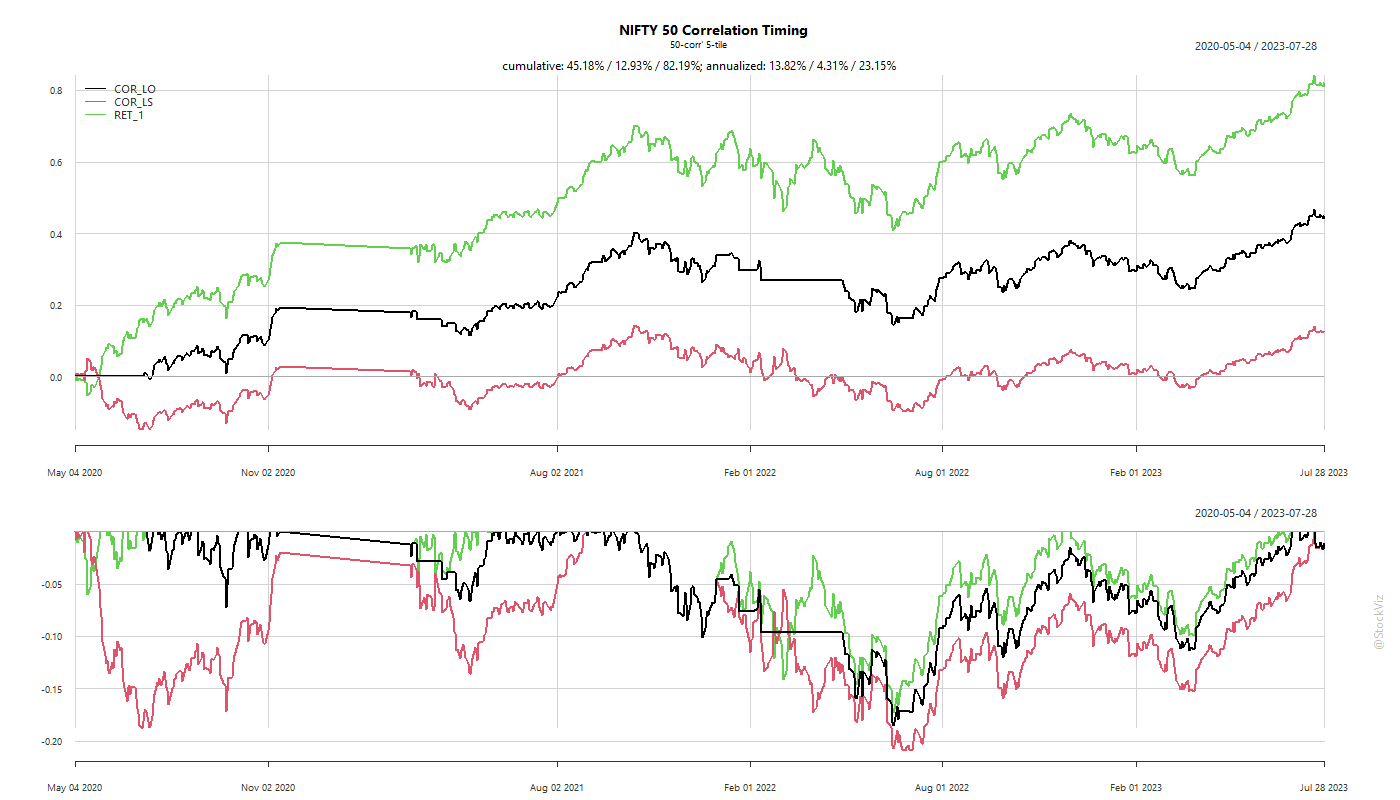 NIFTY 50 Correlation Timing
50-corr' 5-tile
2020-05-04 / 2023-07-28
cumulative: 45.18% / 12.93% / 82.19%; annualized: 13.82% / 4.31% / 23.15%
COR_LO
COR_LS
RET_1
0.8
0.6
0.4
0.2
0.0
May 04 2020 Nov 02 2020 Aug 02 2021 Feb 01 2022 Aug 01 2022 Feb 01 2023 Jul 28 2023
2020-05-04 / 2023-07-28
-0.05
-0.10
-0.15
-0.20
May 04 2020 Nov 02 2020 Aug 02 2021 Feb 01 2022 Aug 01 2022 Feb 01 2023 Jul 28 2023
@StockViz